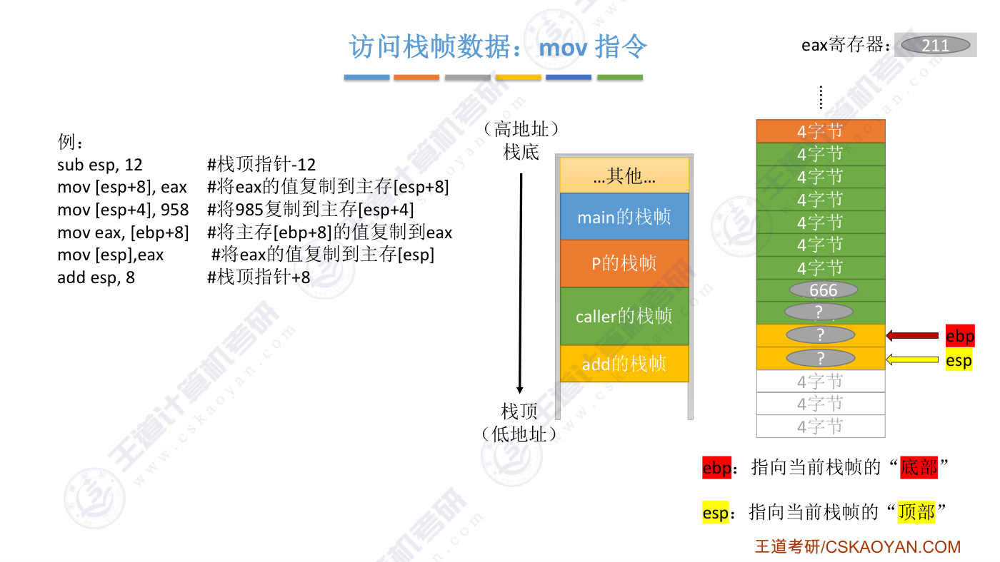 访问栈帧数据：mov 指令
eax寄存器： 211
例：
sub esp, 12 #栈顶指针-12
mov [esp+8], eax #将eax的值复制到主存[esp+8]
mov [esp+4], 958 #将985复制到主存[esp+4]
mov eax, [ebp+8] #将主存[ebp+8]的值复制到eax
mov [esp],eax #将eax的值复制到主存[esp]
add esp, 8 #栈顶指针+8
（高地址）
栈底
...其他...
main的栈帧
P的栈帧
caller的栈帧
add的栈帧
栈顶
（低地址）
4字节
4字节
4字节
4字节
4字节
4字节
4字节
666
?
? ebp
? esp
4字节
4字节
4字节
ebp：指向当前栈帧的“底部”
esp：指向当前栈帧的“顶部”
王道考研/CSKAOYAN.COM
王道计算机考研
www.cskaoyan.com